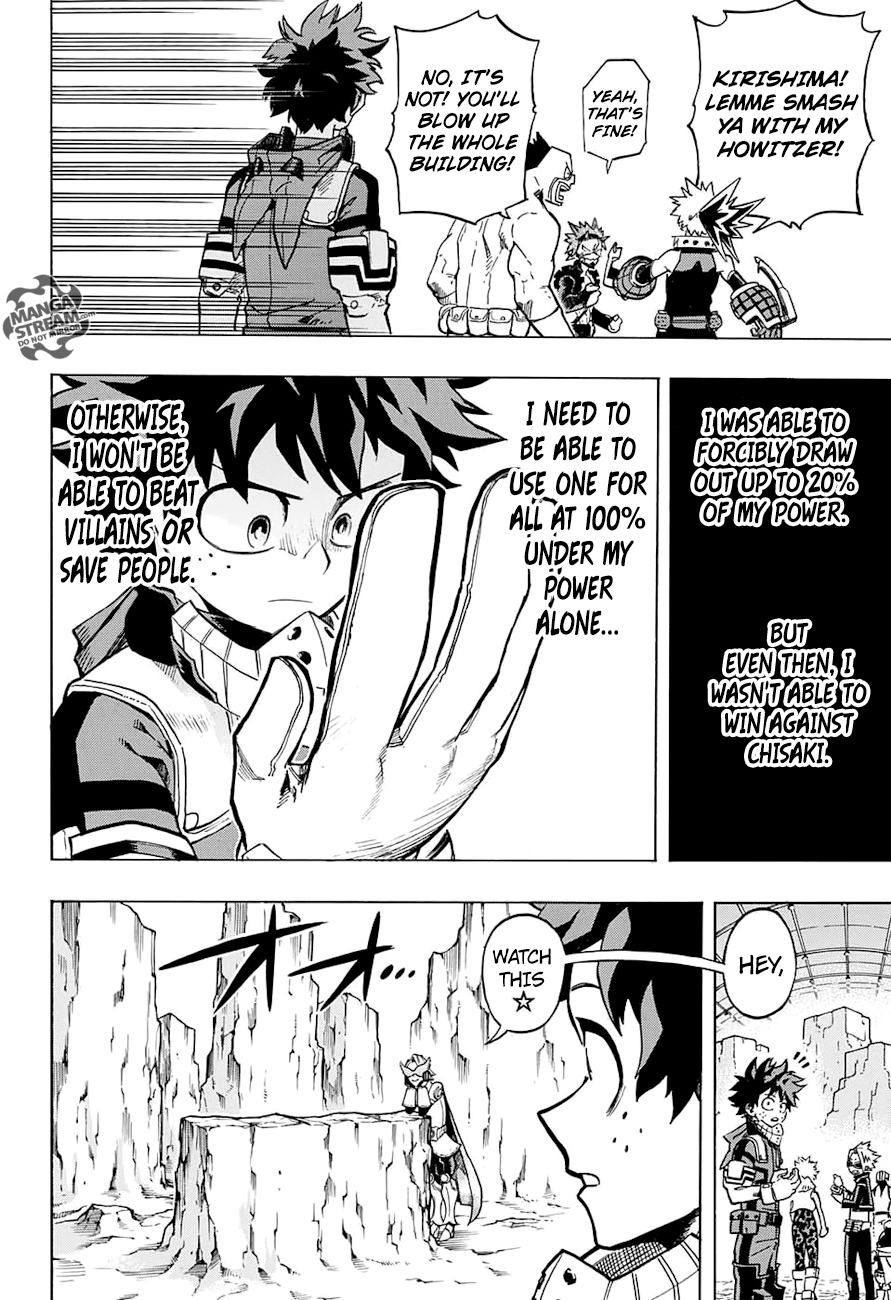 KIRISHIMA!
LEMME SMASH
YA WITH MY
HOWITZER!
YEAH,
THAT'S
FINE!
NO, IT'S
NOT! YOU'LL
BLOW UP
THE WHOLE
BUILDING!
MANGA
STREAM.com
DO NOT MIRROR
I WAS ABLE TO
FORCIBLY DRAW
OUT UP TO 20%
OF MY POWER.
BUT
EVEN THEN, I
WASN'T ABLE TO
WIN AGAINST
CHISAKI.
I NEED TO
BE ABLE TO
USE ONE FOR
ALL AT 100%
UNDER MY
POWER
ALONE...
OTHERWISE,
I WON'T BE
ABLE TO BEAT
VILLAINS OR
SAVE PEOPLE.
HEY,
WATCH
THIS
☆